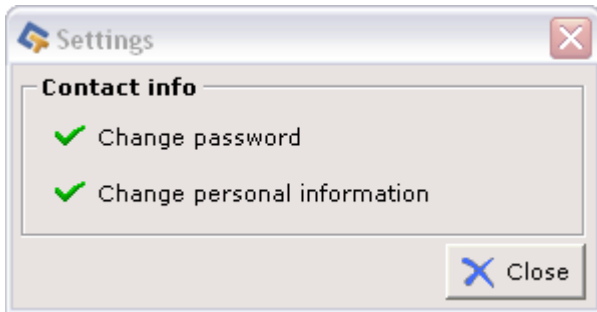 Settings
Contact info
Change password
Change personal information
Close